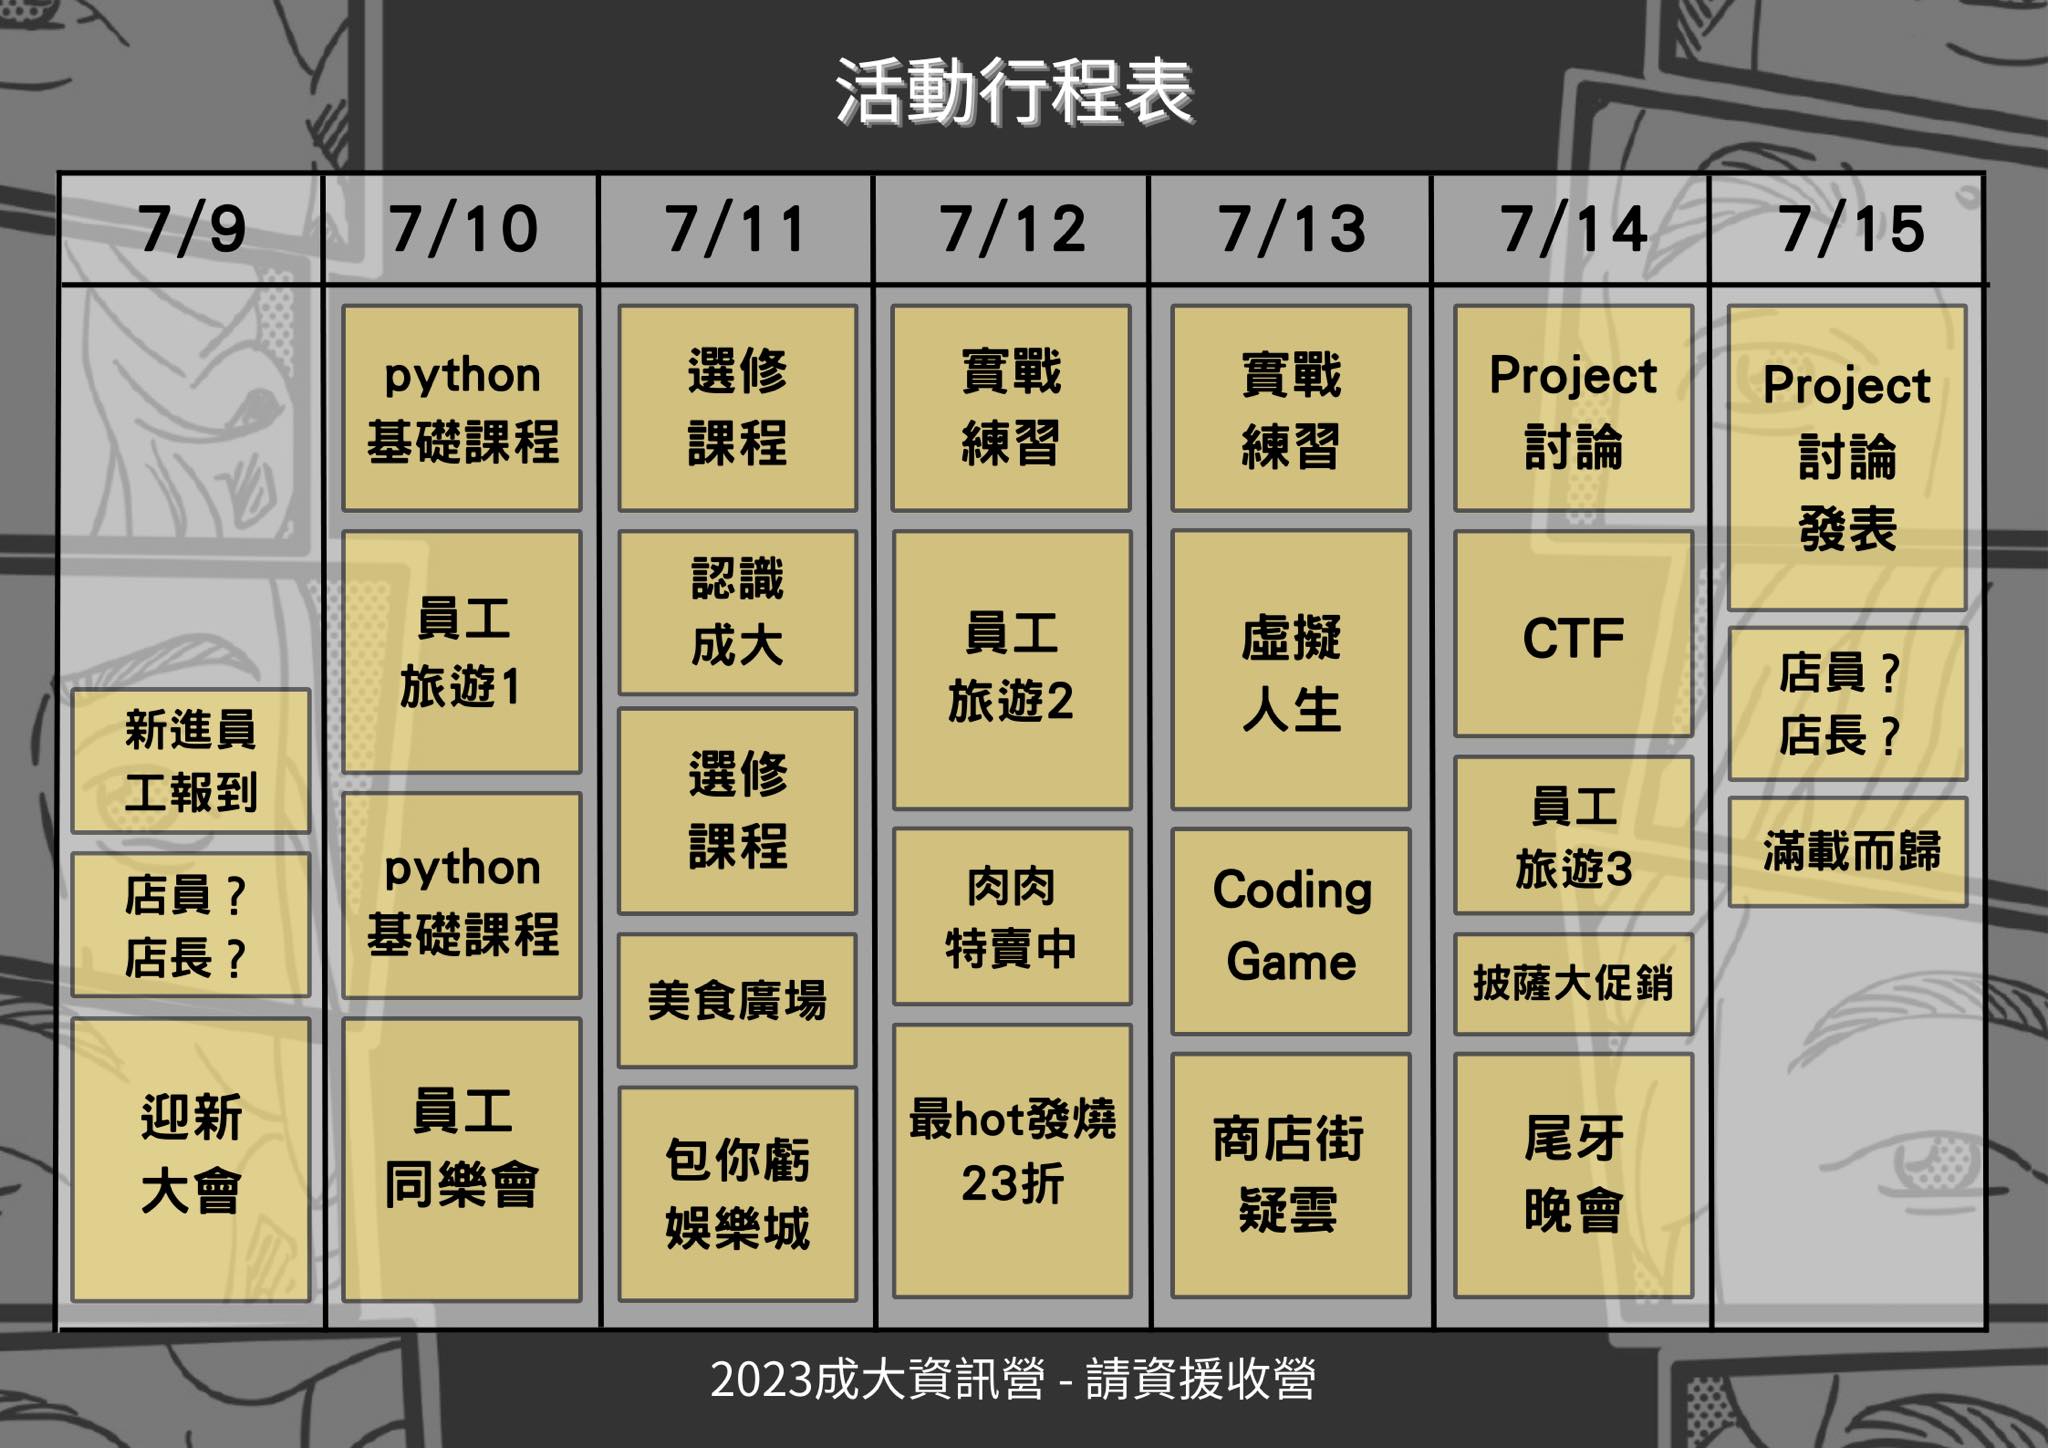 活動行程表
7/9
7/10
7/11
7/12
7/13
7/14
7/15
新進員
工報到
店員？
店長？
迎新
大會
python
基礎課程
員工
旅遊1
python
基礎課程
員工
同樂會
選修
課程
認識
成大
選修
課程
美食廣場
包你虧
娛樂城
實戰
練習
員工
旅遊2
肉肉
特賣中
最hot發燒
23折
實戰
練習
虛擬
人生
Coding
Game
商店街
疑雲
Project
討論
CTF
員工
旅遊3
披薩大促銷
尾牙
晚會
Project
討論
發表
店員？
店長？
滿載而歸
2023成大資訊營 - 請資援收營